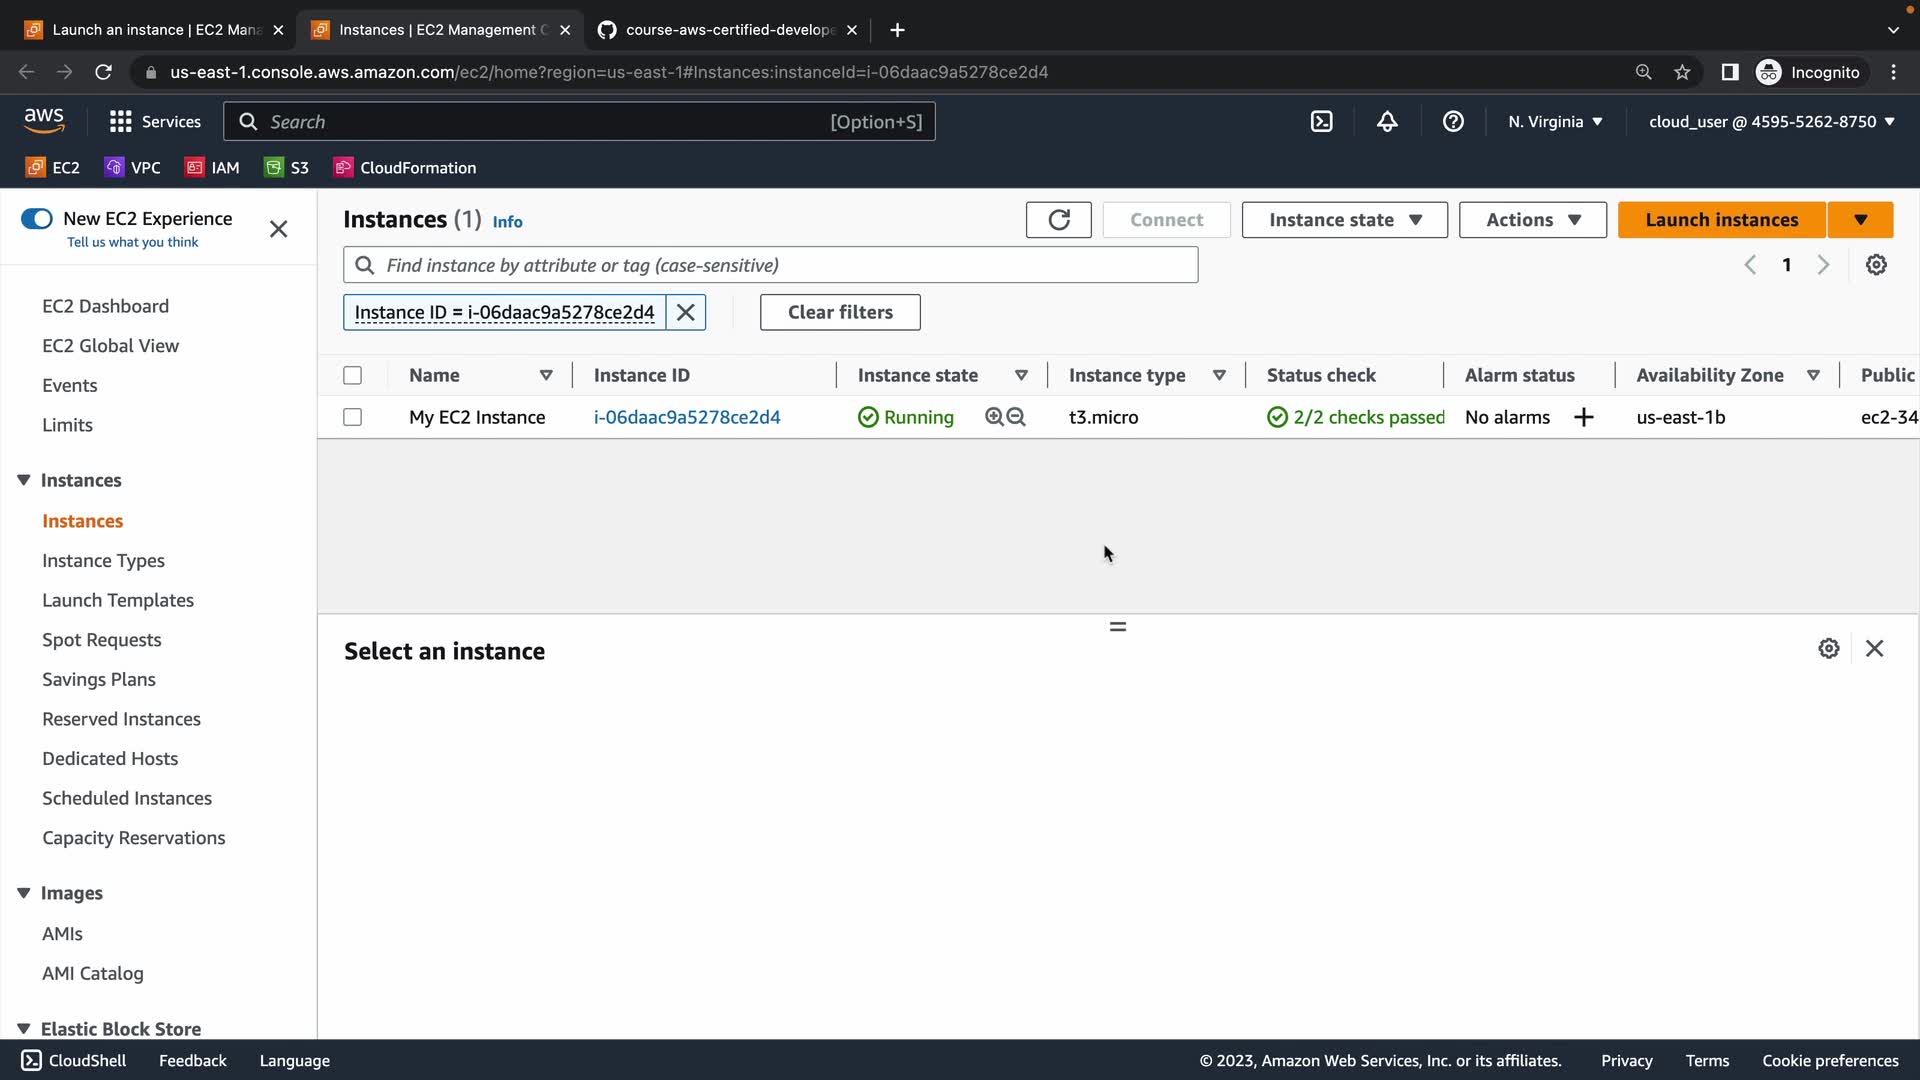 Launch an instance | EC2 Mana
Instances | EC2 Management C
course-aws-certified-develope
us-east-1.console.aws.amazon.com/ec2/home?region=us-east-1#Instances:instanceId=i-06daac9a5278ce2d4
Incognito
aws
Services
Search
[Option+S]
N. Virginia
cloud_user @ 4595-5262-8750
EC2
VPC
IAM
S3
CloudFormation
New EC2 Experience
Tell us what you think
EC2 Dashboard
EC2 Global View
Events
Limits
Instances
Instances
Instance Types
Launch Templates
Spot Requests
Savings Plans
Reserved Instances
Dedicated Hosts
Scheduled Instances
Capacity Reservations
Images
AMIs
AMI Catalog
Elastic Block Store
Instances (1) Info
Connect
Instance state
Actions
Launch instances
Find instance by attribute or tag (case-sensitive)
1
Instance ID = i-06daac9a5278ce2d4
Clear filters
Name Instance ID Instance state Instance type Status check Alarm status Availability Zone Public
My EC2 Instance i-06daac9a5278ce2d4 Running t3.micro 2/2 checks passed No alarms + us-east-1b ec2-34
Select an instance
CloudShell
Feedback
Language
© 2023, Amazon Web Services, Inc. or its affiliates.
Privacy
Terms
Cookie preferences